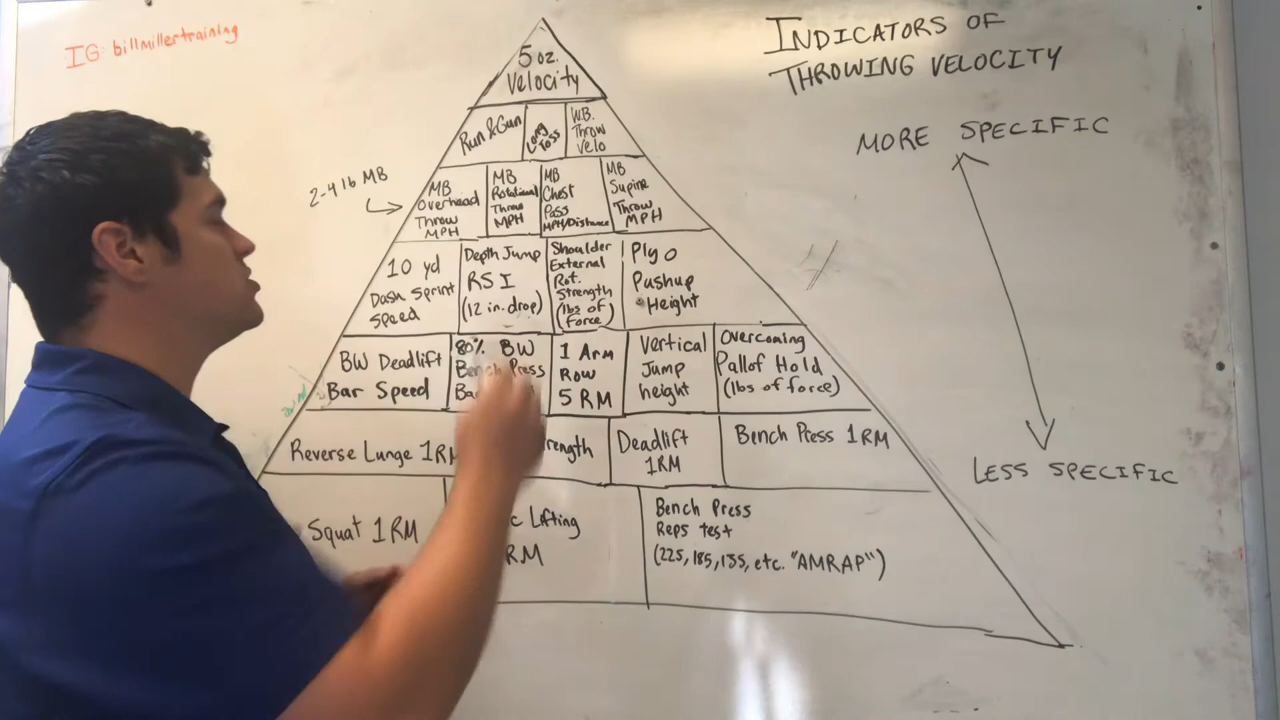 IG: billmillertraining
INDICATORS OF
THROWING VELOCITY
MORE SPECIFIC
LESS SPECIFIC
5 oz.
Velocity
Run & Gun
Long
Toss
W.B.
Throw
Velo
2-4 lb MB
MB
Overhead
Throw
MPH
MB
Rotational
Throw
MPH
MB
Chest
Pass
MPH/Distance
MB
Supine
Throw
MPH
10 yd
Dash Sprint
Speed
Depth Jump
RSI
(12 in. drop)
Shoulder
External
Rot.
Strength
(lbs of
force)
Plyo
Pushup
Height
BW Deadlift
Bar Speed
80% BW
Bench Press
1 Arm
Row
5 RM
Vertical
Jump
height
Overcoming
Pallof Hold
(lbs of force)
Reverse Lunge 1RM
rength
Deadlift
1RM
Bench Press 1RM
Squat 1RM
c Lifting
RM
Bench Press
Reps test
(225, 185, 135, etc. "AMRAP")